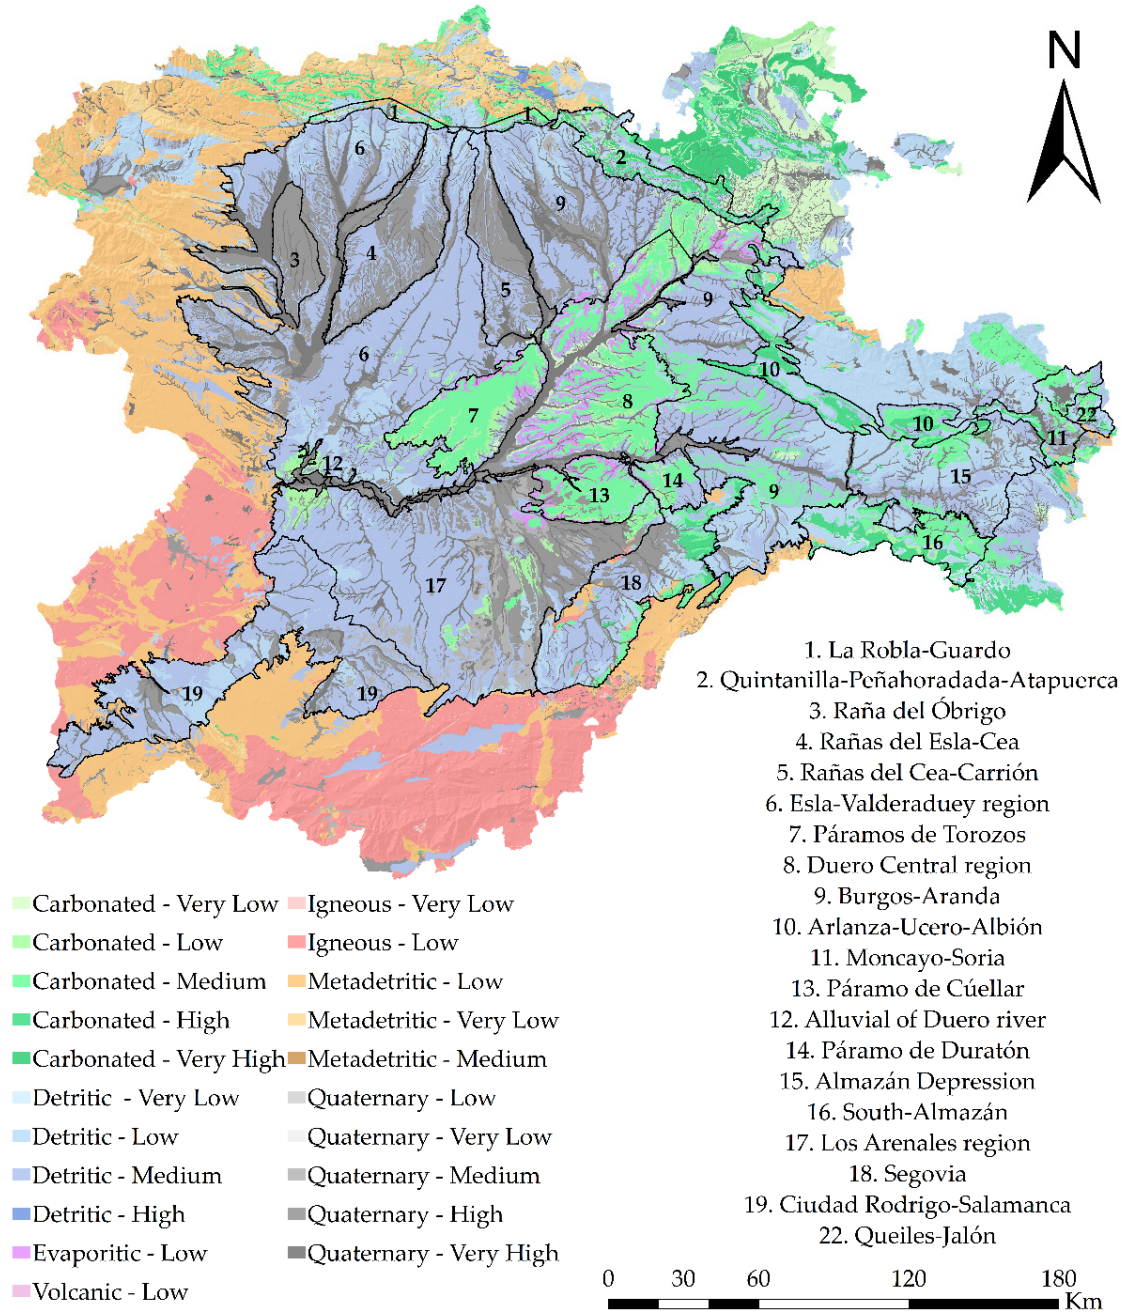 N
1
1
6
2
9
3
4
5
9
6
10
7
8
10
22
11
12
13
14
9
15
16
17
18
19
19
1. La Robla-Guardo
2. Quintanilla-Peñahoradada-Atapuerca
3. Raña del Óbrigo
4. Rañas del Esla-Cea
5. Rañas del Cea-Carrión
6. Esla-Valderaduey region
7. Páramos de Torozos
8. Duero Central region
9. Burgos-Aranda
10. Arlanza-Ucero-Albión
11. Moncayo-Soria
13. Páramo de Cúellar
12. Alluvial of Duero river
14. Páramo de Duratón
15. Almazán Depression
16. South-Almazán
17. Los Arenales region
18. Segovia
19. Ciudad Rodrigo-Salamanca
22. Queiles-Jalón
Carbonated - Very Low
Carbonated - Low
Carbonated - Medium
Carbonated - High
Carbonated - Very High
Detritic - Very Low
Detritic - Low
Detritic - Medium
Detritic - High
Evaporitic - Low
Volcanic - Low
Igneous - Very Low
Igneous - Low
Metadetritic - Low
Metadetritic - Very Low
Metadetritic - Medium
Quaternary - Low
Quaternary - Very Low
Quaternary - Medium
Quaternary - High
Quaternary - Very High
0 30 60 120 180
Km